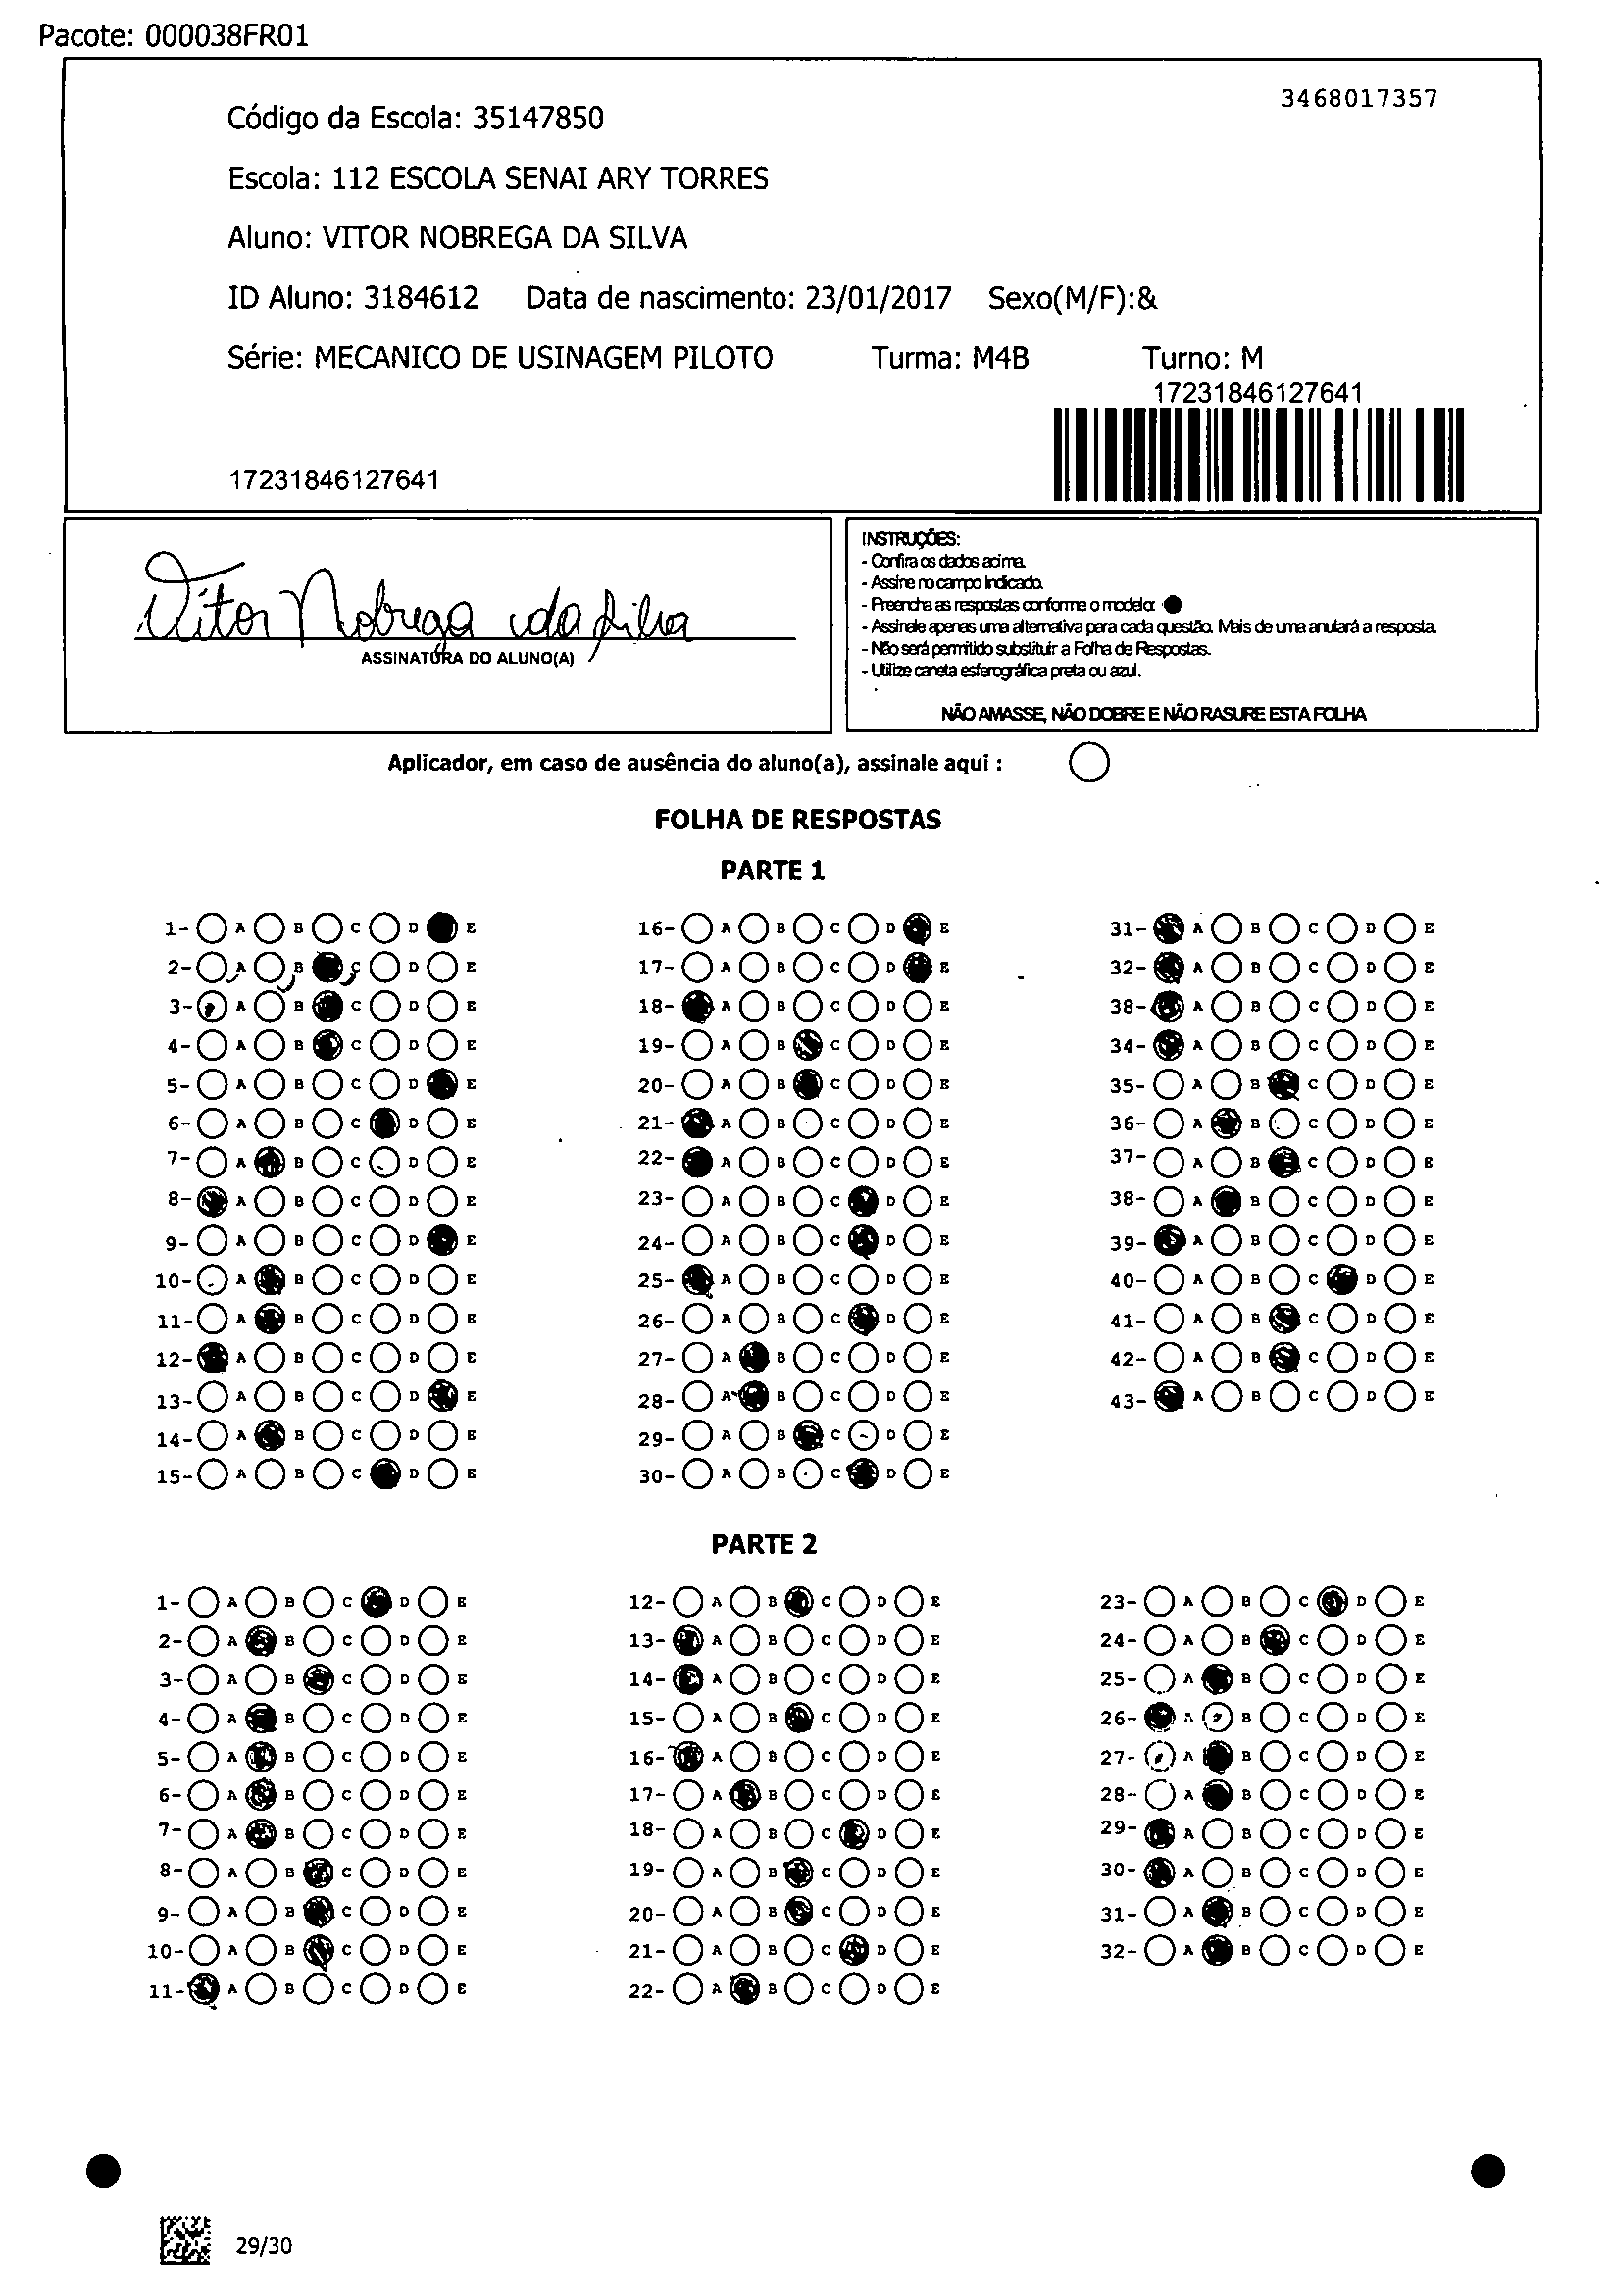 Pacote: 000038FR01
3468017357
Código da Escola: 35147850
Escola: 112 ESCOLA SENAI ARY TORRES
Aluno: VITOR NOBREGA DA SILVA
ID Aluno: 3184612 Data de nascimento: 23/01/2017 Sexo(M/F):&
Série: MECANICO DE USINAGEM PILOTO Turma: M4B Turno: M
17231846127641
17231846127641
Vitor Nobrega da Silva
ASSINATURA DO ALUNO(A)
INSTRUÇÕES:
- Confira os dados acima.
- Assine no campo indicado.
- Preencha as respostas conforme o modelo:
- Assinale apenas uma alternativa para cada questão. Mais de uma anulará a resposta.
- Não será permitido substituir a Folha de Respostas.
- Utilize caneta esferográfica preta ou azul.
NÃO AMASSE, NÃO DOBRE E NÃO RASURE ESTA FOLHA
Aplicador, em caso de ausência do aluno(a), assinale aqui :
FOLHA DE RESPOSTAS
PARTE 1
1- A B C D E 16- A B C D E 31- A B C D E
2- A B C D E 17- A B C D E 32- A B C D E
3- A B C D E 18- A B C D E 38- A B C D E
4- A B C D E 19- A B C D E 34- A B C D E
5- A B C D E 20- A B C D E 35- A B C D E
6- A B C D E 21- A B C D E 36- A B C D E
7- A B C D E 22- A B C D E 37- A B C D E
8- A B C D E 23- A B C D E 38- A B C D E
9- A B C D E 24- A B C D E 39- A B C D E
10- A B C D E 25- A B C D E 40- A B C D E
11- A B C D E 26- A B C D E 41- A B C D E
12- A B C D E 27- A B C D E 42- A B C D E
13- A B C D E 28- A B C D E 43- A B C D E
14- A B C D E 29- A B C D E
15- A B C D E 30- A B C D E
PARTE 2
1- A B C D E 12- A B C D E 23- A B C D E
2- A B C D E 13- A B C D E 24- A B C D E
3- A B C D E 14- A B C D E 25- A B C D E
4- A B C D E 15- A B C D E 26- A B C D E
5- A B C D E 16- A B C D E 27- A B C D E
6- A B C D E 17- A B C D E 28- A B C D E
7- A B C D E 18- A B C D E 29- A B C D E
8- A B C D E 19- A B C D E 30- A B C D E
9- A B C D E 20- A B C D E 31- A B C D E
10- A B C D E 21- A B C D E 32- A B C D E
11- A B C D E 22- A B C D E
29/30